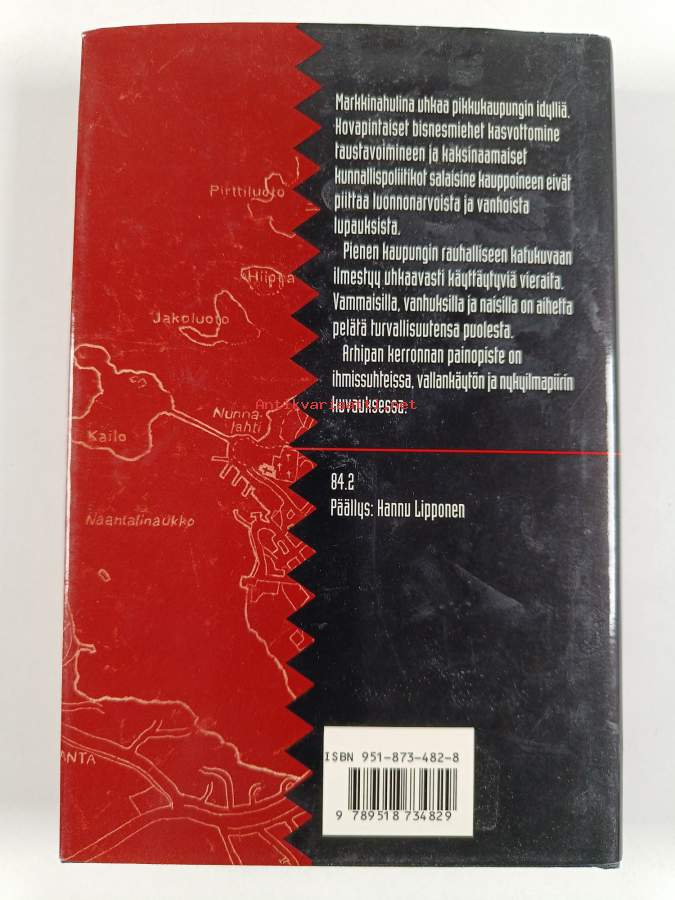 Markkinahulina uhkaa pikkukaupungin idylliä.
Kovapintaiset bisnesmiehet kasvottomine
taustavoimineen ja kaksinaamaiset
kunnallispoliitikot salaisine kauppoineen eivät
piittaa luonnonarvoista ja vanhoista
lupauksista.
Pienen kaupungin rauhalliseen katukuvaan
ilmestyy uhkaavasti käyttäytyviä vieraita.
Vammaisilla, vanhuksilla ja naisilla on aihetta
pelätä turvallisuutensa puolesta.
Arhipan kerronnan painopiste on
ihmissuhteissa, vallankäytön ja nykyilmapiirin
kuvauksessa.
Antikvariaatti.net
84.2
Päällys: Hannu Lipponen
Pirttiluoto
Hiippa
Jakoluoto
Nunna-
lahti
Kailo
Naantalinaukko
ANTA
ISBN 951-873-482-8
9 789518 734829